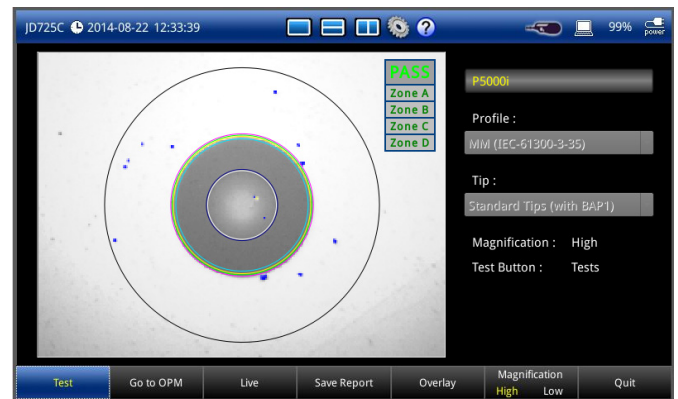 JD725C 2014-08-22 12:33:39 99% power
PASS
Zone A
Zone B
Zone C
Zone D
P5000i
Profile :
MM (IEC-61300-3-35)
Tip :
Standard Tips (with BAP1)
Magnification : High
Test Button : Tests
Test Go to OPM Live Save Report Overlay Magnification High Low Quit